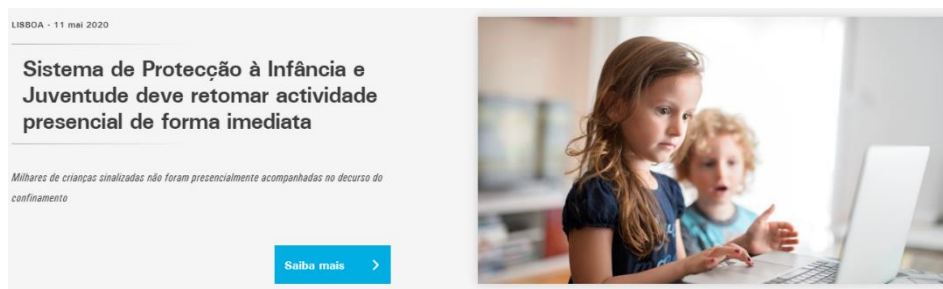 LISBOA - 11 mai 2020
Sistema de Protecção à Infância e
Juventude deve retomar actividade
presencial de forma imediata
Milhares de crianças sinalizadas não foram presencialmente acompanhadas no decurso do
confinamento
Saiba mais